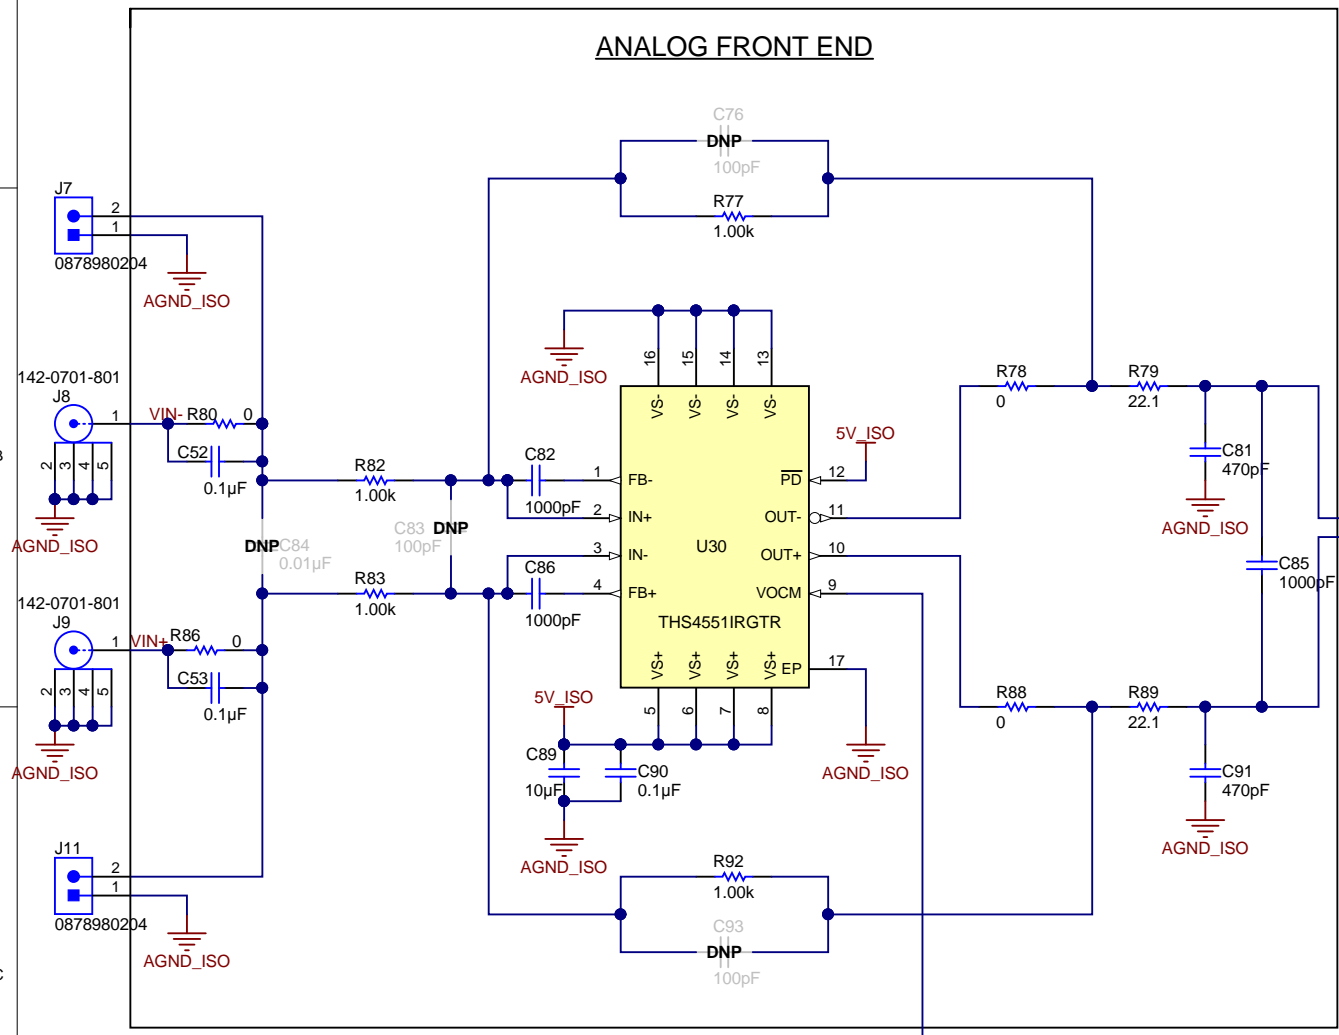 ANALOG FRONT END
C76
DNP
100pF
R77
1.00k
J7
2
1
0878980204
AGND_ISO
AGND_ISO
16
15
14
13
VS-
VS-
VS-
VS-
142-0701-801
J8
1
VIN-
R80
0
C52
0.1µF
2
3
4
5
AGND_ISO
B
R82
1.00k
C82
1000pF
1
FB-
2
IN+
3
IN-
4
FB+
C86
1000pF
C83
DNP
100pF
DNP
C84
0.01µF
R83
1.00k
U30
THS4551IRGTR
5V_ISO
PD
12
OUT-
11
OUT+
10
VOCM
9
EP
17
AGND_ISO
VS+
VS+
VS+
VS+
5
6
7
8
R78
0
R79
22.1
C81
470pF
AGND_ISO
C85
1000pF
R88
0
R89
22.1
C91
470pF
AGND_ISO
142-0701-801
J9
1
VIN+
R86
0
C53
0.1µF
2
3
4
5
AGND_ISO
5V_ISO
C89
10µF
C90
0.1µF
AGND_ISO
J11
2
1
0878980204
AGND_ISO
R92
1.00k
C93
DNP
100pF
C